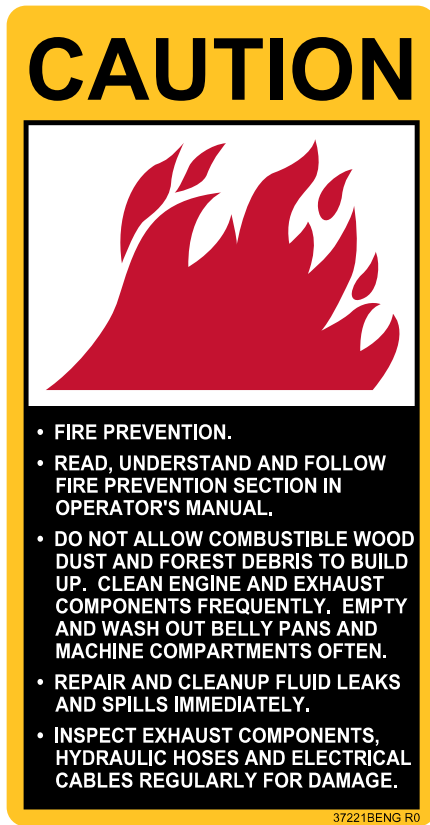 CAUTION
• FIRE PREVENTION.
• READ, UNDERSTAND AND FOLLOW
FIRE PREVENTION SECTION IN
OPERATOR'S MANUAL.
• DO NOT ALLOW COMBUSTIBLE WOOD
DUST AND FOREST DEBRIS TO BUILD
UP.  CLEAN ENGINE AND EXHAUST
COMPONENTS FREQUENTLY.  EMPTY
AND WASH OUT BELLY PANS AND
MACHINE COMPARTMENTS OFTEN.
• REPAIR AND CLEANUP FLUID LEAKS
AND SPILLS IMMEDIATELY.
• INSPECT EXHAUST COMPONENTS,
HYDRAULIC HOSES AND ELECTRICAL
CABLES REGULARLY FOR DAMAGE.
37221BENG R0